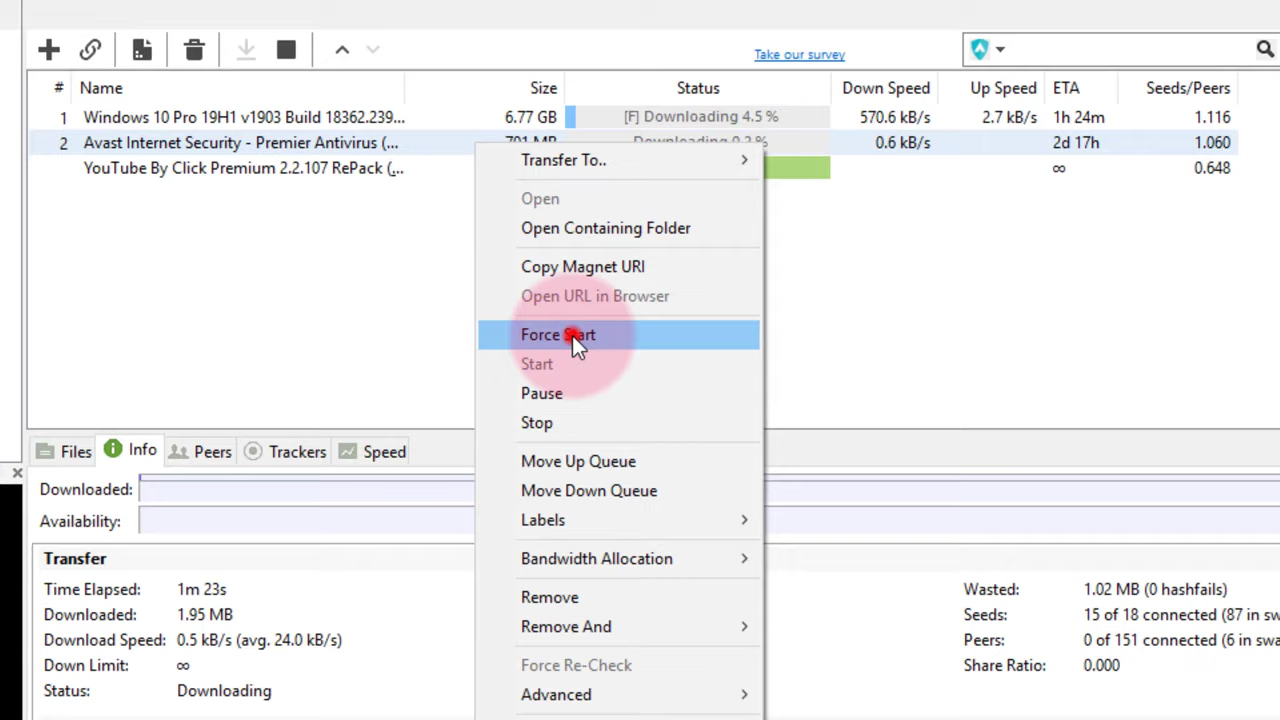 Take our survey
# Name Size Status Down Speed Up Speed ETA Seeds/Peers
1 Windows 10 Pro 19H1 v1903 Build 18362.239... 6.77 GB [F] Downloading 4.5 % 570.6 kB/s 2.7 kB/s 1h 24m 1.116
2 Avast Internet Security - Premier Antivirus (... 701 MB Downloading 0.2 % 0.6 kB/s 2d 17h 1.060
YouTube By Click Premium 2.2.107 RePack (... ∞ 0.648
Transfer To..
Open
Open Containing Folder
Copy Magnet URI
Open URL in Browser
Force Start
Start
Pause
Stop
Move Up Queue
Move Down Queue
Labels
Bandwidth Allocation
Remove
Remove And
Force Re-Check
Advanced
Files Info Peers Trackers Speed
Downloaded:
Availability:
Transfer
Time Elapsed: 1m 23s
Downloaded: 1.95 MB
Download Speed: 0.5 kB/s (avg. 24.0 kB/s)
Down Limit: ∞
Status: Downloading
Wasted: 1.02 MB (0 hashfails)
Seeds: 15 of 18 connected (87 in sw
Peers: 0 of 151 connected (6 in swa
Share Ratio: 0.000